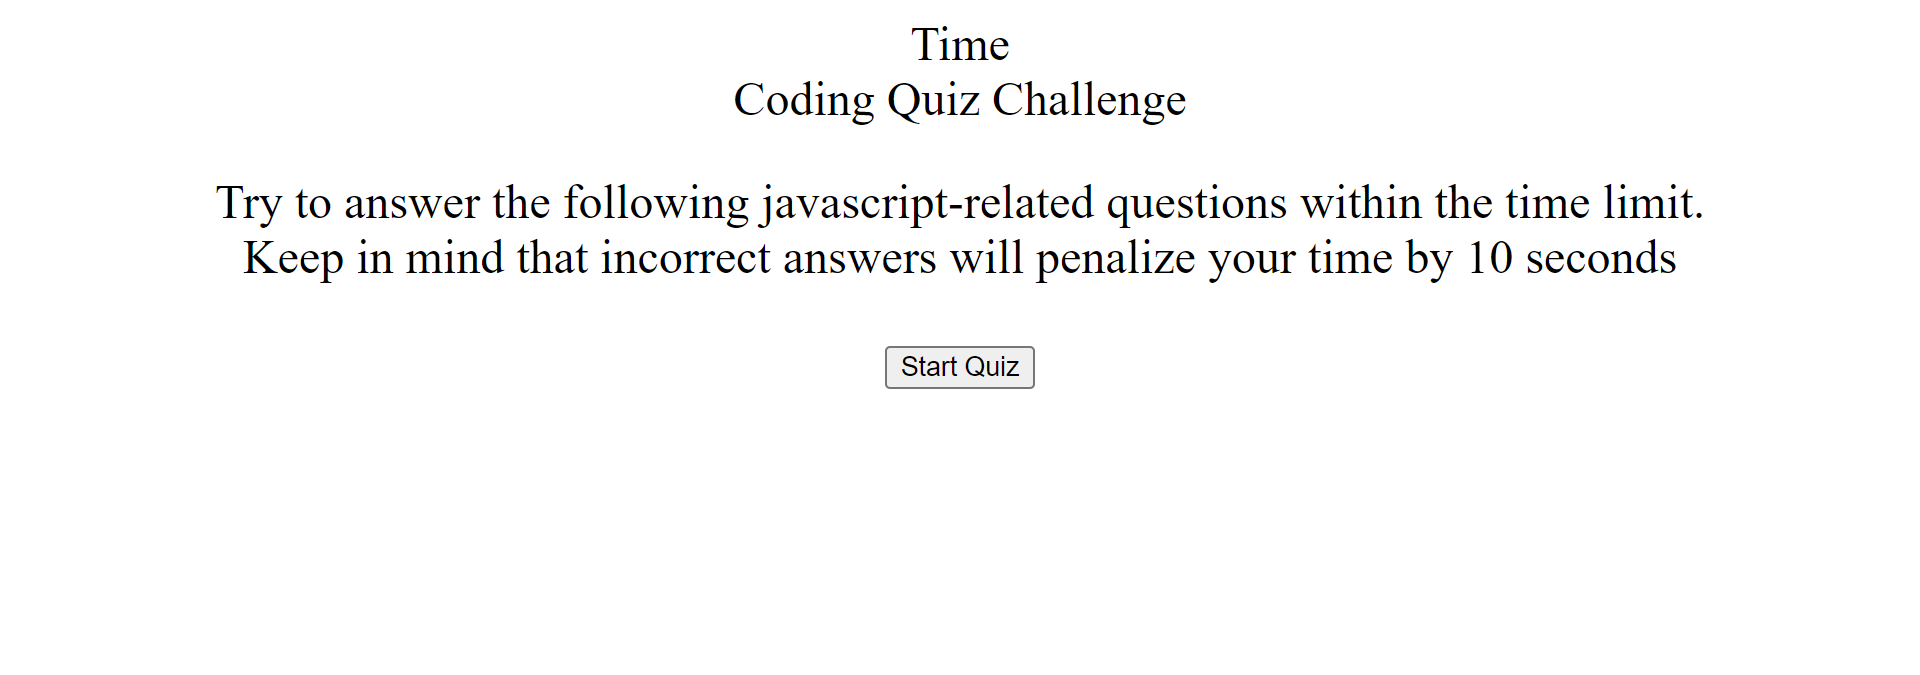 Time
Coding Quiz Challenge
Try to answer the following javascript-related questions within the time limit.
Keep in mind that incorrect answers will penalize your time by 10 seconds
Start Quiz